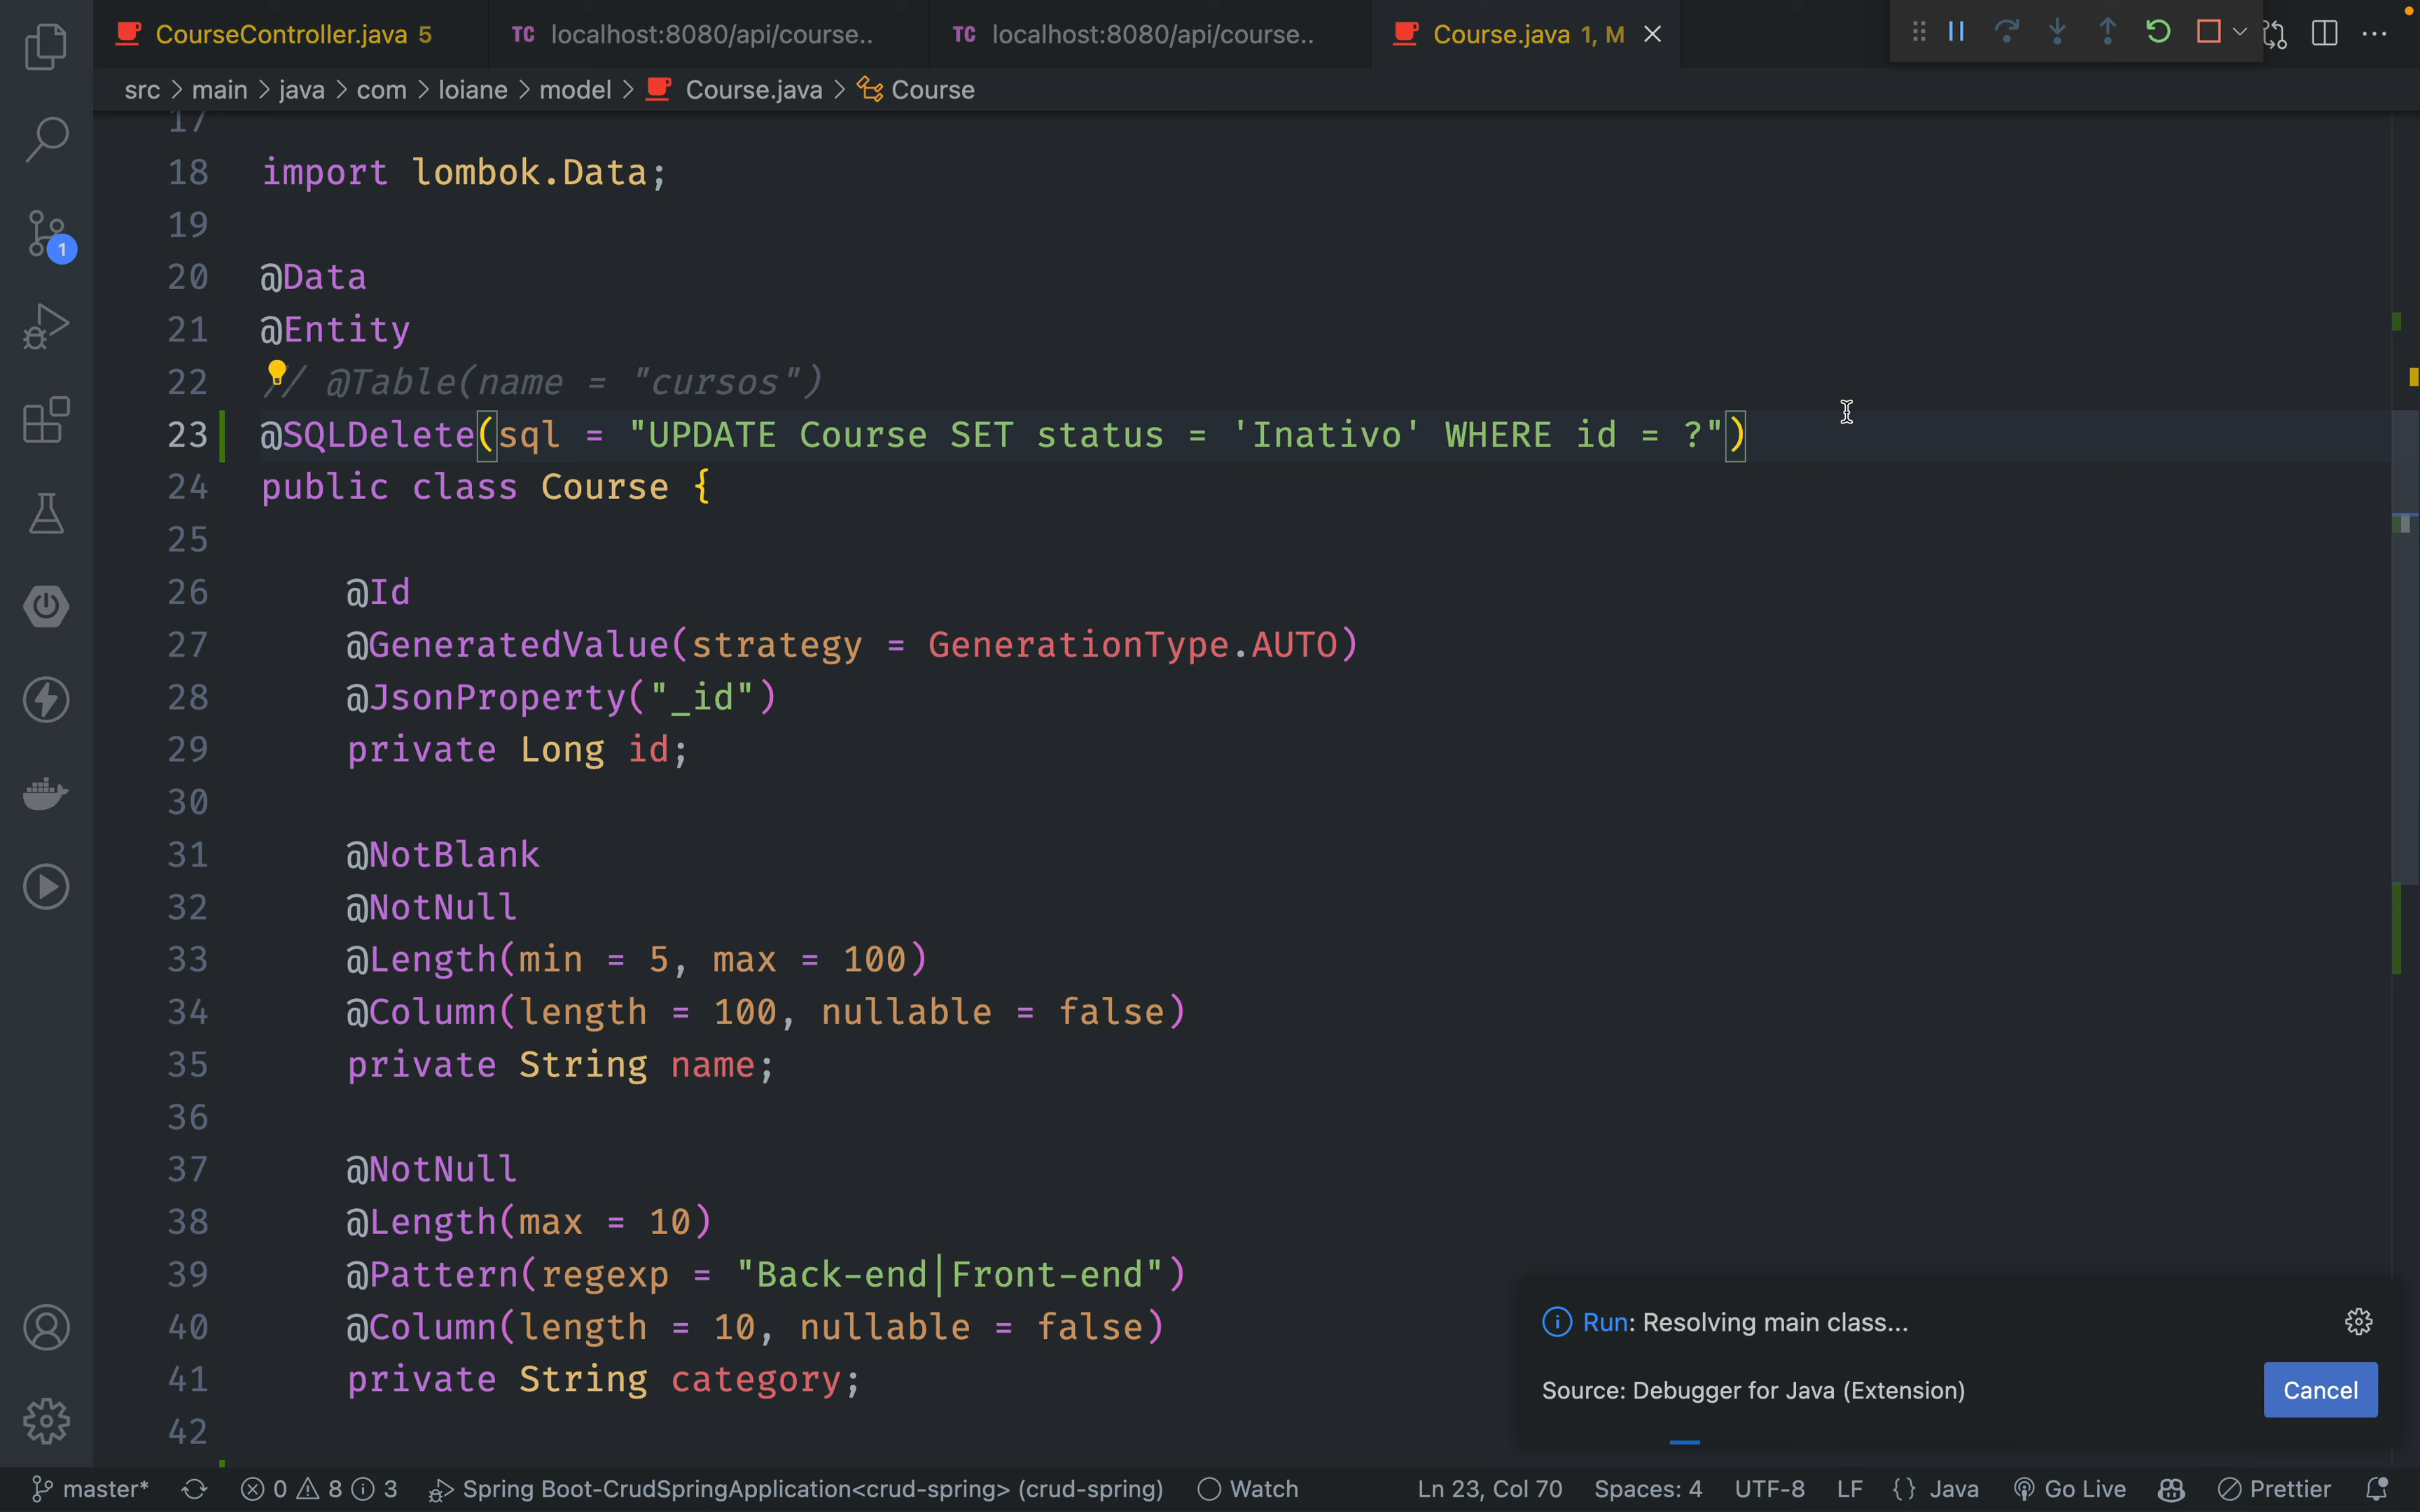 CourseController.java 5
TC localhost:8080/api/course..
TC localhost:8080/api/course..
Course.java 1, M
src > main > java > com > loiane > model > Course.java > Course
17
18 import lombok.Data;
19
20 @Data
21 @Entity
22 // @Table(name = "cursos")
23 @SQLDelete(sql = "UPDATE Course SET status = 'Inativo' WHERE id = ?")
24 public class Course {
25
26 @Id
27 @GeneratedValue(strategy = GenerationType.AUTO)
28 @JsonProperty("_id")
29 private Long id;
30
31 @NotBlank
32 @NotNull
33 @Length(min = 5, max = 100)
34 @Column(length = 100, nullable = false)
35 private String name;
36
37 @NotNull
38 @Length(max = 10)
39 @Pattern(regexp = "Back-end|Front-end")
40 @Column(length = 10, nullable = false)
41 private String category;
42
1
Run: Resolving main class...
Source: Debugger for Java (Extension)
Cancel
master* 0 8 3 Spring Boot-CrudSpringApplication<crud-spring> (crud-spring) Watch Ln 23, Col 70 Spaces: 4 UTF-8 LF {} Java Go Live Prettier